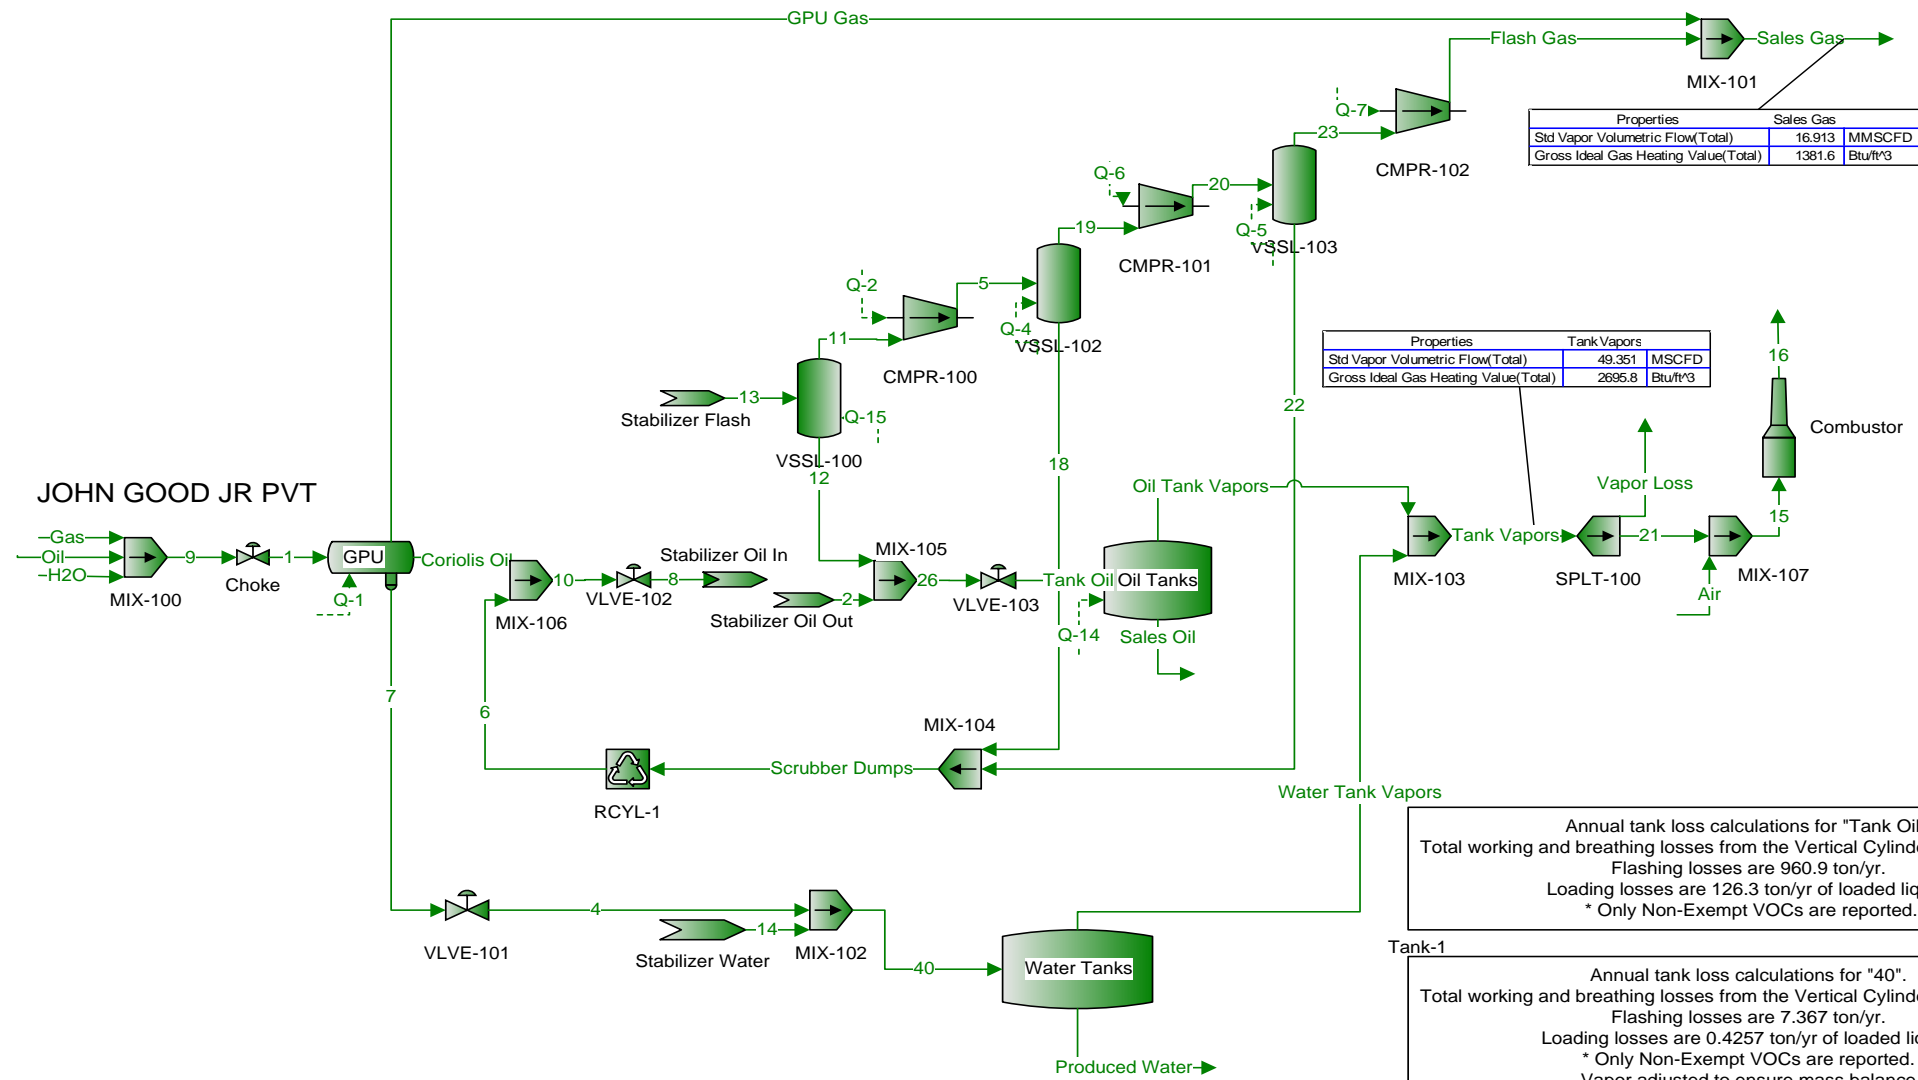 GPU Gas
Flash Gas
Sales Gas
MIX-101
Properties Sales Gas
Std Vapor Volumetric Flow(Total) 16.913 MMSCFD
Gross Ideal Gas Heating Value(Total) 1381.6 Btu/ft^3
Q-7
23
CMPR-102
Q-6
20
Q-5
VSSL-103
19
CMPR-101
Q-2
5
Q-4
VSSL-102
11
CMPR-100
Properties Tank Vapors
Std Vapor Volumetric Flow(Total) 49.351 MSCFD
Gross Ideal Gas Heating Value(Total) 2695.8 Btu/ft^3
16
13
Stabilizer Flash
Q-15
VSSL-100
12
22
Combustor
18
Oil Tank Vapors
Vapor Loss
JOHN GOOD JR PVT
15
Gas
Oil
H2O
MIX-100
9
Choke
1
GPU
Q-1
Coriolis Oil
MIX-106
10
VLVE-102
Stabilizer Oil In
8
MIX-105
2
Stabilizer Oil Out
26
VLVE-103
Tank Oil
Oil Tanks
Q-14
Sales Oil
MIX-103
Tank Vapors
SPLT-100
21
MIX-107
Air
7
6
MIX-104
Scrubber Dumps
RCYL-1
Water Tank Vapors
Annual tank loss calculations for "Tank Oil
Total working and breathing losses from the Vertical Cylinde
Flashing losses are 960.9 ton/yr.
Loading losses are 126.3 ton/yr of loaded liq
* Only Non-Exempt VOCs are reported.
VLVE-101
4
14
Stabilizer Water
MIX-102
40
Water Tanks
Produced Water
Tank-1
Annual tank loss calculations for "40".
Total working and breathing losses from the Vertical Cylinde
Flashing losses are 7.367 ton/yr.
Loading losses are 0.4257 ton/yr of loaded li
* Only Non-Exempt VOCs are reported.
Vapor adjusted to ensure mass balance